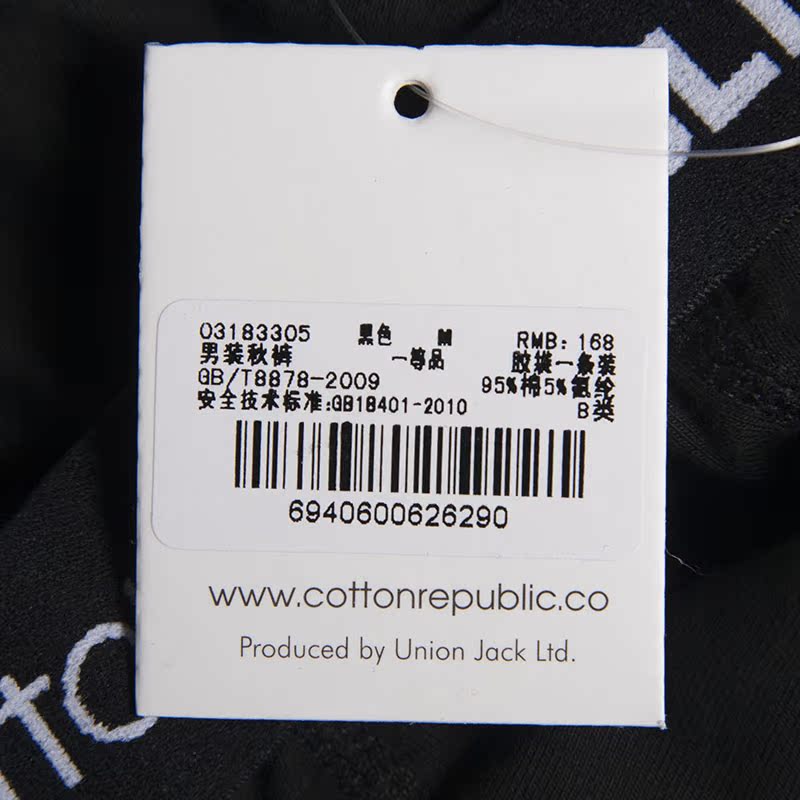 03183305 黑色 M RMB: 168
男装秋裤 一等品 胶袋一条装
GB/T8878-2009 95%棉5%氨纶
安全技术标准:GB18401-2010 B类
6940600626290
www.cottonrepublic.co
Produced by Union Jack Ltd.